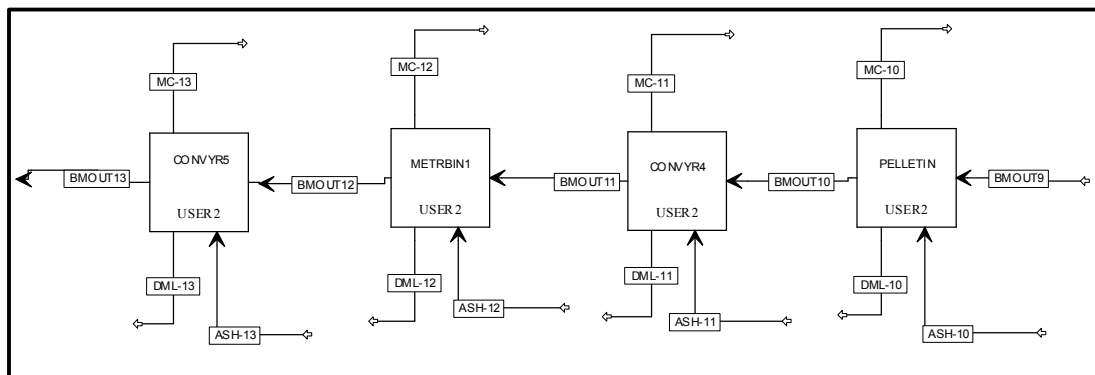 MC-13
MC-12
MC-11
MC-10
CONVYR5
METRBIN1
CONVYR4
PELLETIN
BMOUT13
BMOUT12
BMOUT11
BMOUT10
BMOUT9
USER2
USER2
USER2
USER2
DML-13
DML-12
DML-11
DML-10
ASH-13
ASH-12
ASH-11
ASH-10